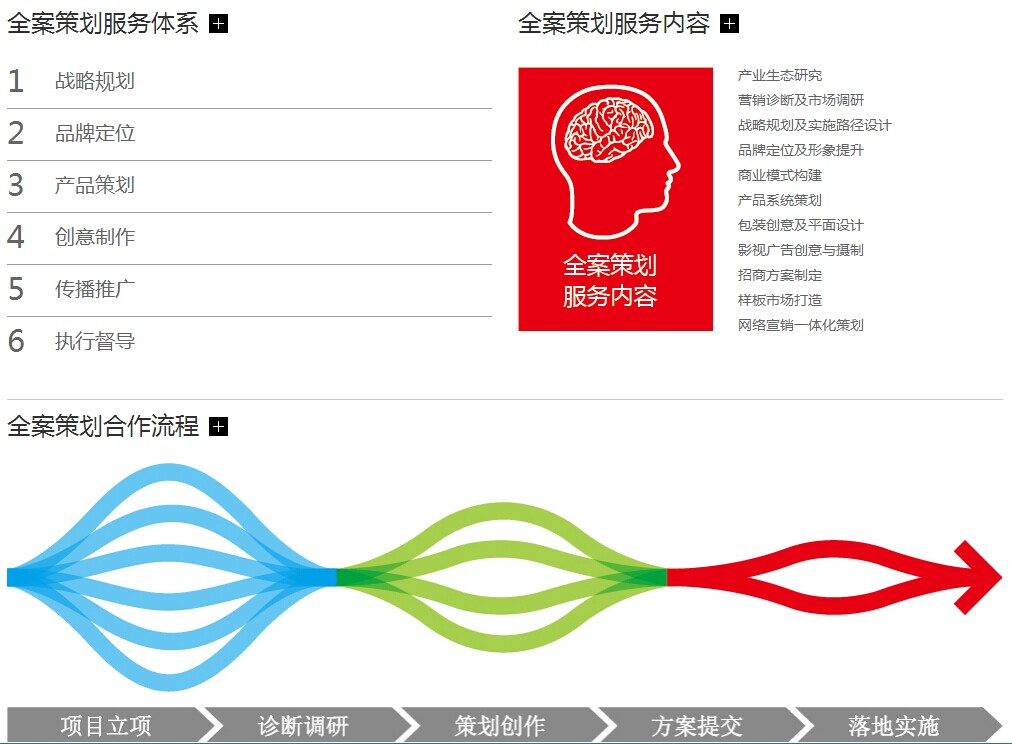 全案策划服务体系
1 战略规划
2 品牌定位
3 产品策划
4 创意制作
5 传播推广
6 执行督导
全案策划服务内容
全案策划
服务内容
产业生态研究
营销诊断及市场调研
战略规划及实施路径设计
品牌定位及形象提升
商业模式构建
产品系统策划
包装创意及平面设计
影视广告创意与摄制
招商方案制定
样板市场打造
网络宣销一体化策划
全案策划合作流程
项目立项 诊断调研 策划创作 方案提交 落地实施